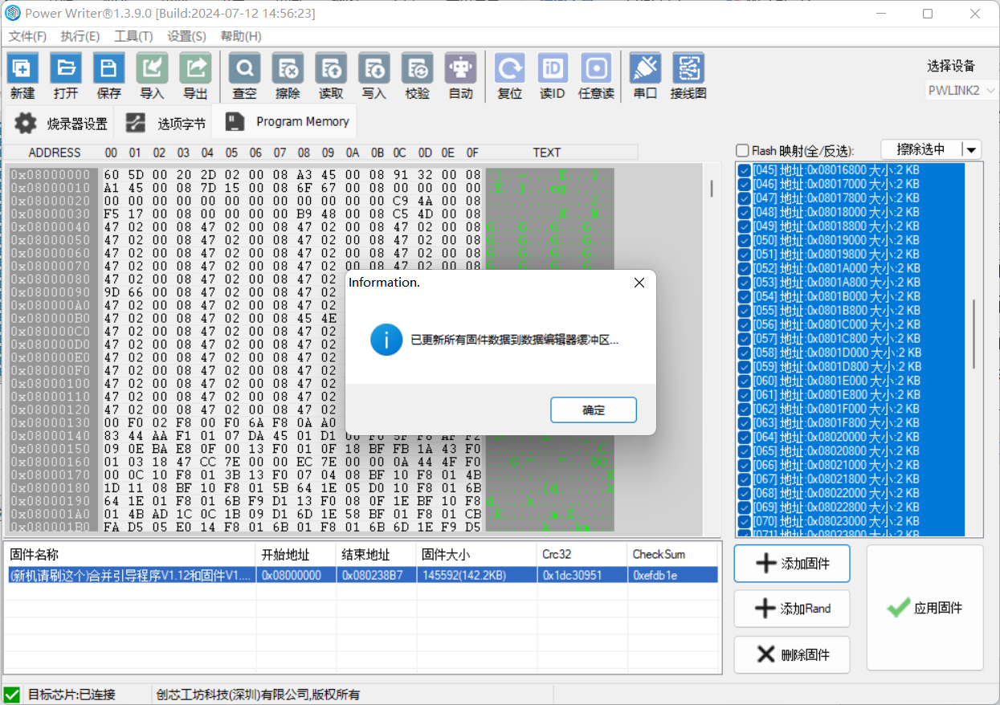 Power Writer®1.3.9.0 [Build:2024-07-12 14:56:23]
文件(F) 执行(E) 工具(T) 设置(S) 帮助(H)
新建 打开 保存 导入 导出 查空 擦除 读取 写入 校验 自动 复位 读ID 任意读 串口 接线图
选择设备
PWLINK2
烧录器设置 选项字节 Program Memory
ADDRESS 00 01 02 03 04 05 06 07 08 09 0A 0B 0C 0D 0E 0F TEXT
0x08000000 60 5D 00 20 2D 02 00 08 A3 45 00 08 91 32 00 08
0x08000010 A1 45 00 08 7D 15 00 08 6F 67 00 08 00 00 00 00
0x08000020 00 00 00 00 00 00 00 00 00 00 00 00 C9 4A 00 08
0x08000030 F5 17 00 08 00 00 00 00 B9 48 00 08 C5 4D 00 08
0x08000040 47 02 00 08 47 02 00 08 47 02 00 08 47 02 00 08
0x08000050 47 02 00 08 47 02 00 08 47 02 00 08 47 02 00 08
0x08000060 47 02 00 08 47 02 00 08 47 02 00 08 47 02 00 08
0x08000070 47 02 00 08 47 02 00 08 47 02 00 08 47 02 00 08
0x08000080 47 02 00 08 47 02 00 08 47 02
0x08000090 9D 66 00 08 47 02 00 08 47 02
0x080000A0 47 02 00 08 47 02 00 08 47 02
0x080000B0 47 02 00 08 47 02 00 08 45 4E
0x080000C0 47 02 00 08 47 02 00 08 47 02
0x080000D0 47 02 00 08 47 02 00 08 47 02
0x080000E0 47 02 00 08 47 02 00 08 47 02
0x080000F0 47 02 00 08 47 02 00 08 47 02
0x08000100 47 02 00 08 47 02 00 08 47 02
0x08000110 47 02 00 08 47 02 00 08 47 02
0x08000120 47 02 00 08 47 02 00 08 47 02
0x08000130 00 F0 02 F8 00 F0 6A F8 0A A0
0x08000140 83 44 AA F1 01 07 DA 45 01 D1 00 F0 5F F8 AF F2
0x08000150 09 0E BA E8 0F 00 13 F0 01 0F 18 BF FB 1A 43 F0
0x08000160 01 03 18 47 CC 7E 00 00 EC 7E 00 00 0A 44 4F F0
0x08000170 00 0C 10 F8 01 3B 13 F0 07 04 08 BF 10 F8 01 4B
0x08000180 1D 11 08 BF 10 F8 01 5B 64 1E 05 D0 10 F8 01 6B
0x08000190 64 1E 01 F8 01 6B F9 D1 13 F0 08 0F 1E BF 10 F8
0x080001A0 01 4B AD 1C 0C 1B 09 D1 6D 1E 58 BF 01 F8 01 CB
0x080001B0 FA D5 05 E0 14 F8 01 6B 01 F8 01 6B 6D 1E F9 D5
Information.
已更新所有固件数据到数据编辑器缓冲区...
确定
Flash 映射(全/反选):
擦除选中
[045] 地址:0x08016800 大小:2 KB
[046] 地址:0x08017000 大小:2 KB
[047] 地址:0x08017800 大小:2 KB
[048] 地址:0x08018000 大小:2 KB
[049] 地址:0x08018800 大小:2 KB
[050] 地址:0x08019000 大小:2 KB
[051] 地址:0x08019800 大小:2 KB
[052] 地址:0x0801A000 大小:2 KB
[053] 地址:0x0801A800 大小:2 KB
[054] 地址:0x0801B000 大小:2 KB
[055] 地址:0x0801B800 大小:2 KB
[056] 地址:0x0801C000 大小:2 KB
[057] 地址:0x0801C800 大小:2 KB
[058] 地址:0x0801D000 大小:2 KB
[059] 地址:0x0801D800 大小:2 KB
[060] 地址:0x0801E000 大小:2 KB
[061] 地址:0x0801E800 大小:2 KB
[062] 地址:0x0801F000 大小:2 KB
[063] 地址:0x0801F800 大小:2 KB
[064] 地址:0x08020000 大小:2 KB
[065] 地址:0x08020800 大小:2 KB
[066] 地址:0x08021000 大小:2 KB
[067] 地址:0x08021800 大小:2 KB
[068] 地址:0x08022000 大小:2 KB
[069] 地址:0x08022800 大小:2 KB
[070] 地址:0x08023000 大小:2 KB
[071] 地址:0x08023800 大小:2 KB
固件名称 开始地址 结束地址 固件大小 Crc32 CheckSum
(新机请刷这个)合并引导程序V1.12和固件V1.... 0x08000000 0x080238B7 145592(142.2KB) 0x1dc30951 0xefdb1e
添加固件
添加Rand
删除固件
应用固件
目标芯片:已连接 创芯工坊科技(深圳)有限公司,版权所有